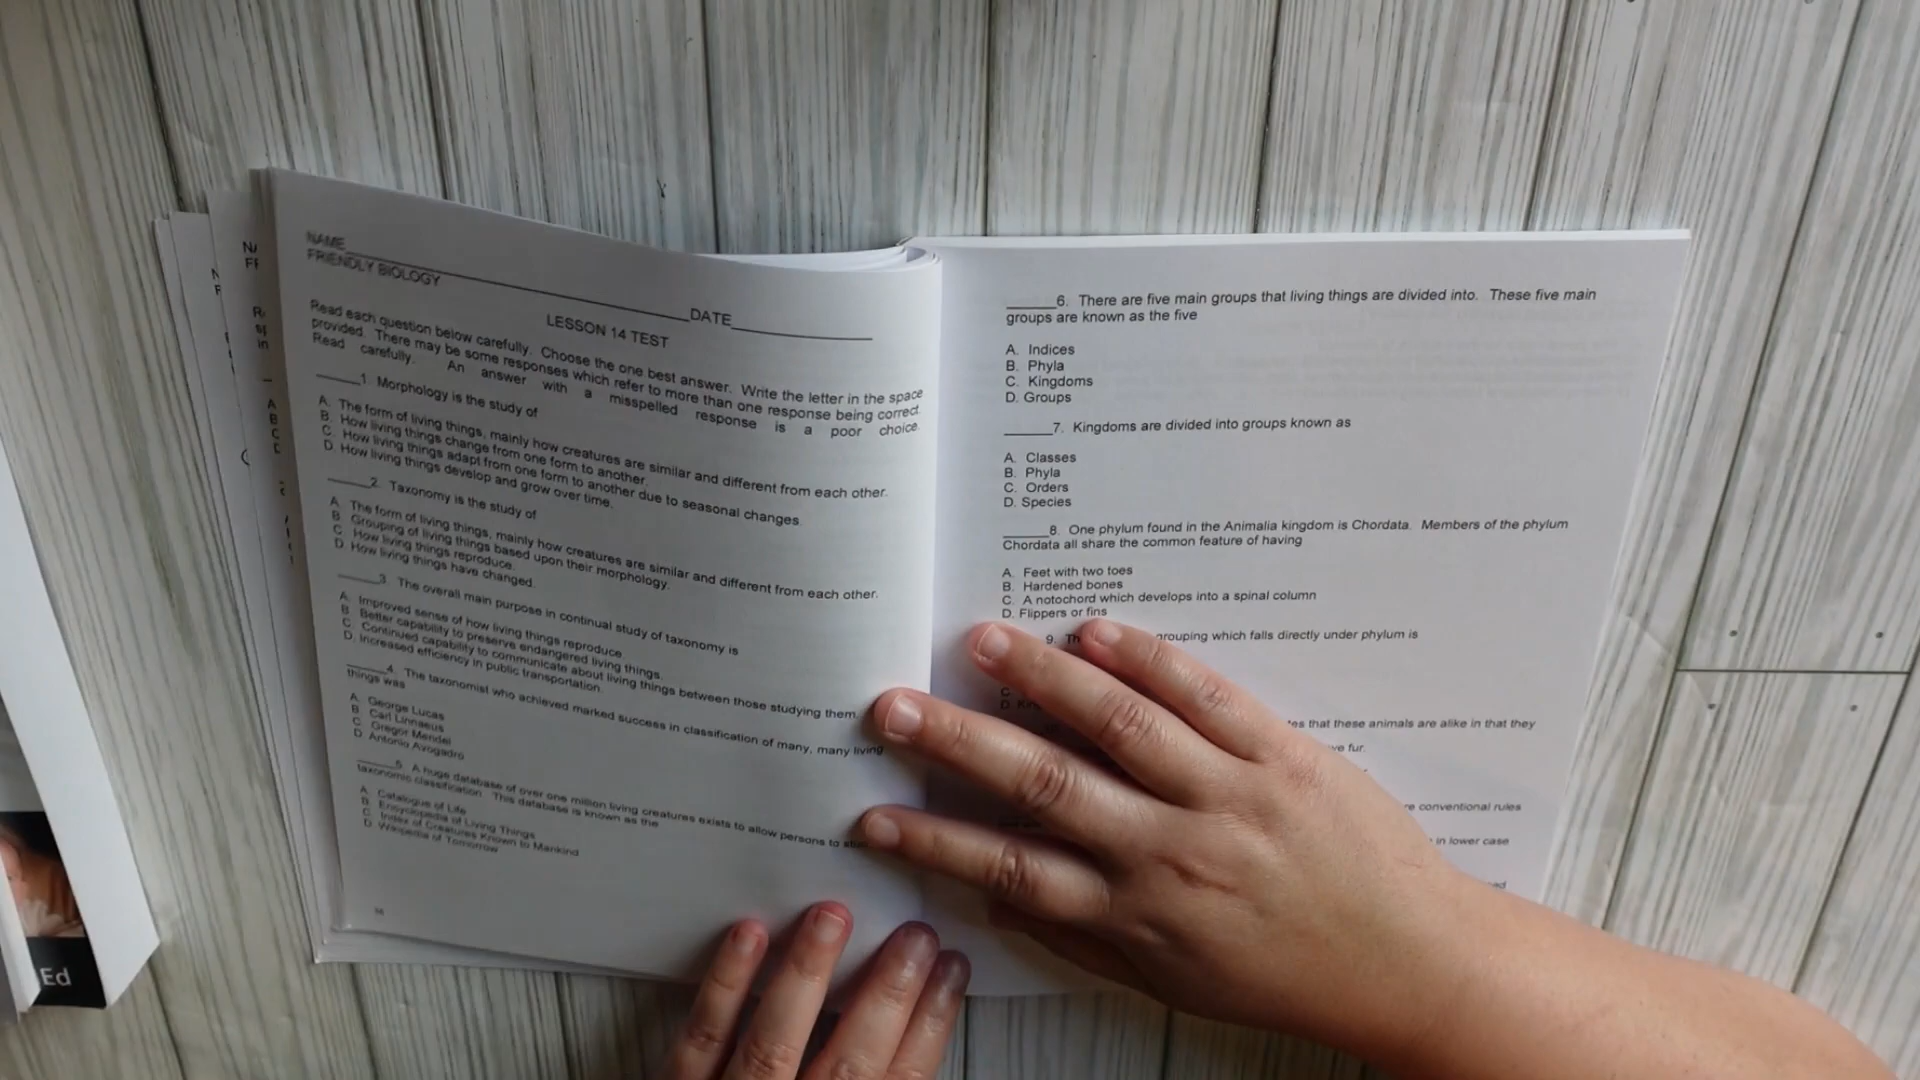 NAME DATE
FRIENDLY BIOLOGY
LESSON 14 TEST
Read each question below carefully. Choose the one best answer. Write the letter in the space
provided. There may be some responses which refer to more than one response being correct.
Read carefully. An answer with a misspelled response is a poor choice.
1. Morphology is the study of
A. The form of living things, mainly how creatures are similar and different from each other.
B. How living things change from one form to another.
C. How living things adapt from one form to another due to seasonal changes.
D. How living things develop and grow over time.
2. Taxonomy is the study of
A. The form of living things, mainly how creatures are similar and different from each other.
B. Grouping of living things based upon their morphology.
C. How living things reproduce.
D. How living things have changed.
3. The overall main purpose in continual study of taxonomy is
A. Improved sense of how living things reproduce
B. Better capability to preserve endangered living things.
C. Continued capability to communicate about living things between those studying them.
D. Increased efficiency in public transportation.
4. The taxonomist who achieved marked success in classification of many, many living
things was
A. George Lucas
B. Carl Linnaeus
C. Gregor Mendel
D. Antonio Avogadro
5. A huge database of over one million living creatures exists to allow persons to
taxonomic classification. This database is known as the
A. Catalogue of Life
B. Encyclopedia of Living Things
C. Index of Creatures Known to Mankind
D. Wikipedia of Tomorrow
6. There are five main groups that living things are divided into. These five main
groups are known as the five
A. Indices
B. Phyla
C. Kingdoms
D. Groups
7. Kingdoms are divided into groups known as
A. Classes
B. Phyla
C. Orders
D. Species
8. One phylum found in the Animalia kingdom is Chordata. Members of the phylum
Chordata all share the common feature of having
A. Feet with two toes
B. Hardened bones
C. A notochord which develops into a spinal column
D. Flippers or fins
9. Th grouping which falls directly under phylum is
C
D. Kin
that these animals are alike in that they
fur.
conventional rules
in lower case
Ed